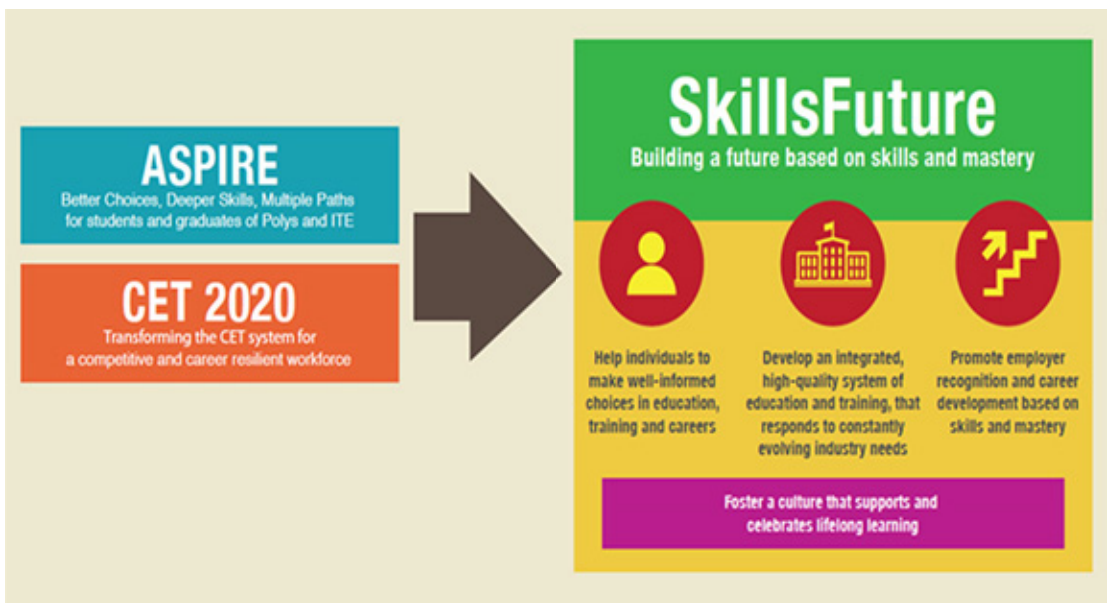 ASPIRE
Better Choices, Deeper Skills, Multiple Paths
for students and graduates of Polys and ITE
CET 2020
Transforming the CET system for
a competitive and career resilient workforce
SkillsFuture
Building a future based on skills and mastery
Help individuals to
make well-informed
choices in education,
training and careers
Develop an integrated,
high-quality system of
education and training, that
responds to constantly
evolving industry needs
Promote employer
recognition and career
development based on
skills and mastery
Foster a culture that supports and
celebrates lifelong learning